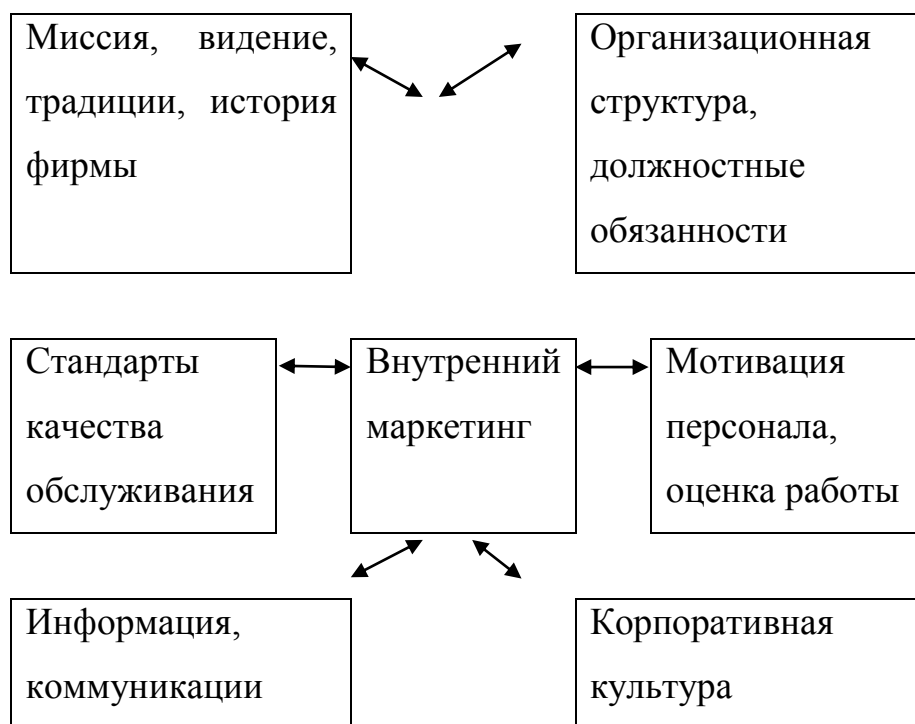 Миссия, видение,
традиции, история
фирмы
Организационная
структура,
должностные
обязанности
Стандарты
качества
обслуживания
Внутренний
маркетинг
Мотивация
персонала,
оценка работы
Информация,
коммуникации
Корпоративная
культура